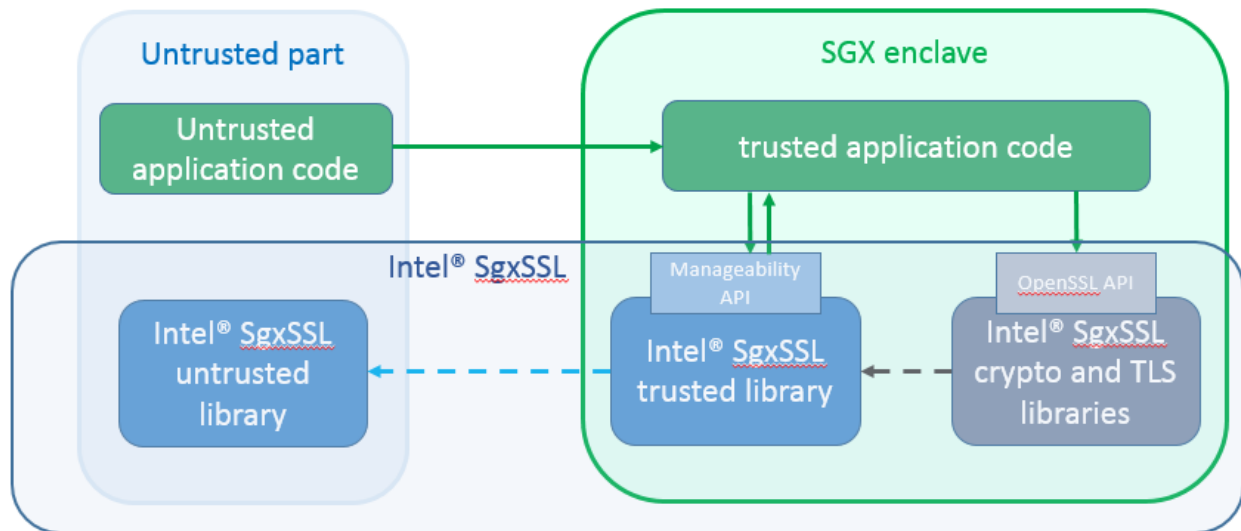 Untrusted part
SGX enclave
Untrusted
application code
trusted application code
Intel® SgxSSL
Manageability
API
OpenSSL API
Intel® SgxSSL
untrusted
library
Intel® SgxSSL
trusted library
Intel® SgxSSL
crypto and TLS
libraries